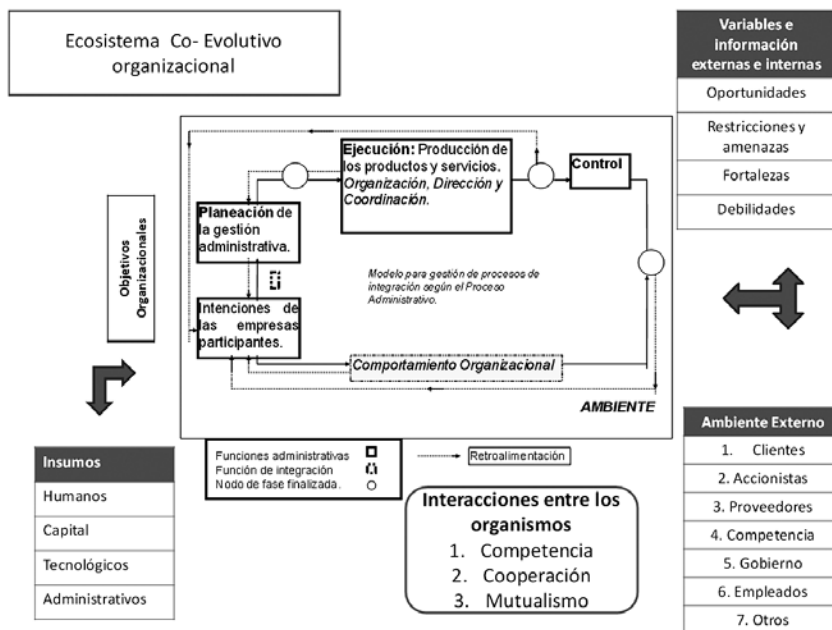 Ecosistema Co- Evolutivo
organizacional
Variables e
información
externas e internas
Oportunidades
Restricciones y
amenazas
Fortalezas
Debilidades
Ejecución: Producción de
los productos y servicios.
Organización, Dirección y
Coordinación.
Control
Planeación de
la gestión
administrativa.
Objetivos
Organizacionales
Modelo para gestión de procesos de
integración según el Proceso
Administrativo.
Intenciones de
las empresas
participantes.
Comportamiento Organizacional
AMBIENTE
Insumos
Humanos
Capital
Tecnológicos
Administrativos
Funciones administrativas
Función de integración
Nodo de fase finalizada.
Retroalimentación
Interacciones entre los
organismos
1. Competencia
2. Cooperación
3. Mutualismo
Ambiente Externo
1. Clientes
2. Accionistas
3. Proveedores
4. Competencia
5. Gobierno
6. Empleados
7. Otros